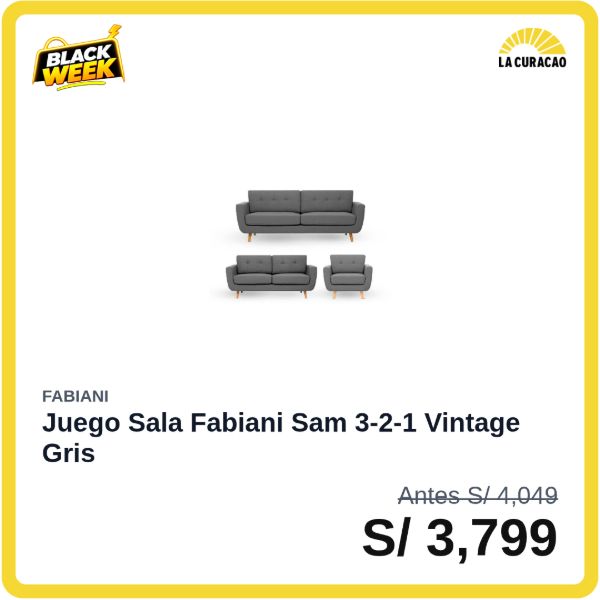 BLACK
WEEK
LA CURACAO
FABIANI
Juego Sala Fabiani Sam 3-2-1 Vintage
Gris
Antes S/ 4,049
S/ 3,799